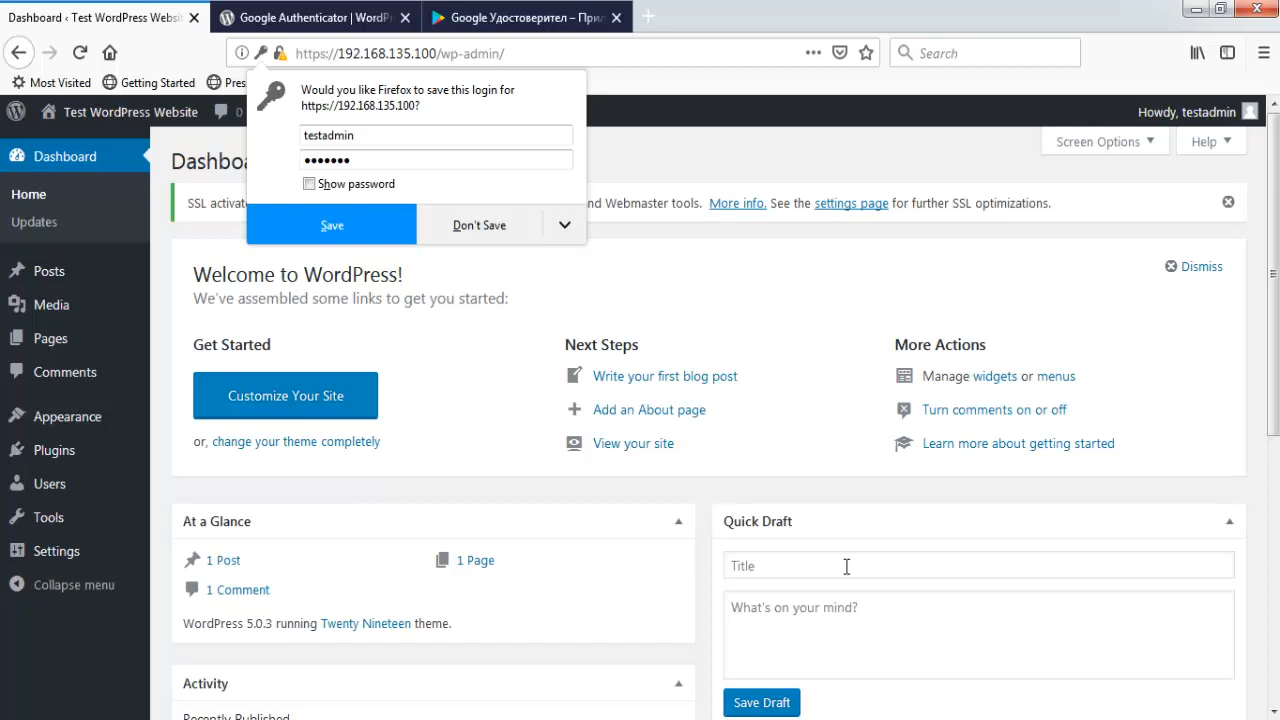 Dashboard ‹ Test WordPress Websi
Google Authenticator | WordP
Google Удостоверител – При
https://192.168.135.100/wp-admin/
Search
Most Visited
Getting Started
Pres
Would you like Firefox to save this login for
https://192.168.135.100?
testadmin
•••••••
Show password
Save
Don't Save
Test WordPress Website
0
Howdy, testadmin
Dashboard
Home
Updates
Posts
Media
Pages
Comments
Appearance
Plugins
Users
Tools
Settings
Collapse menu
Screen Options
Help
Dashboa
SSL activat
nd Webmaster tools. More info. See the settings page for further SSL optimizations.
Welcome to WordPress!
Dismiss
We've assembled some links to get you started:
Get Started
Customize Your Site
or, change your theme completely
Next Steps
Write your first blog post
Add an About page
View your site
More Actions
Manage widgets or menus
Turn comments on or off
Learn more about getting started
At a Glance
1 Post
1 Page
1 Comment
WordPress 5.0.3 running Twenty Nineteen theme.
Activity
Recently Published
Quick Draft
Title
What's on your mind?
Save Draft